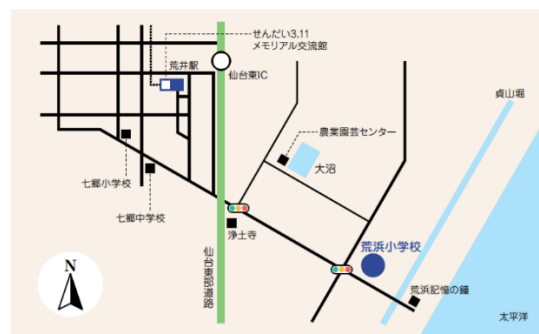 せんだい3.11
メモリアル交流館
荒井駅
仙台東IC
貞山堀
農業園芸センター
大沼
七郷小学校
七郷中学校
浄土寺
仙台東部道路
荒浜小学校
荒浜記憶の鐘
太平洋
N